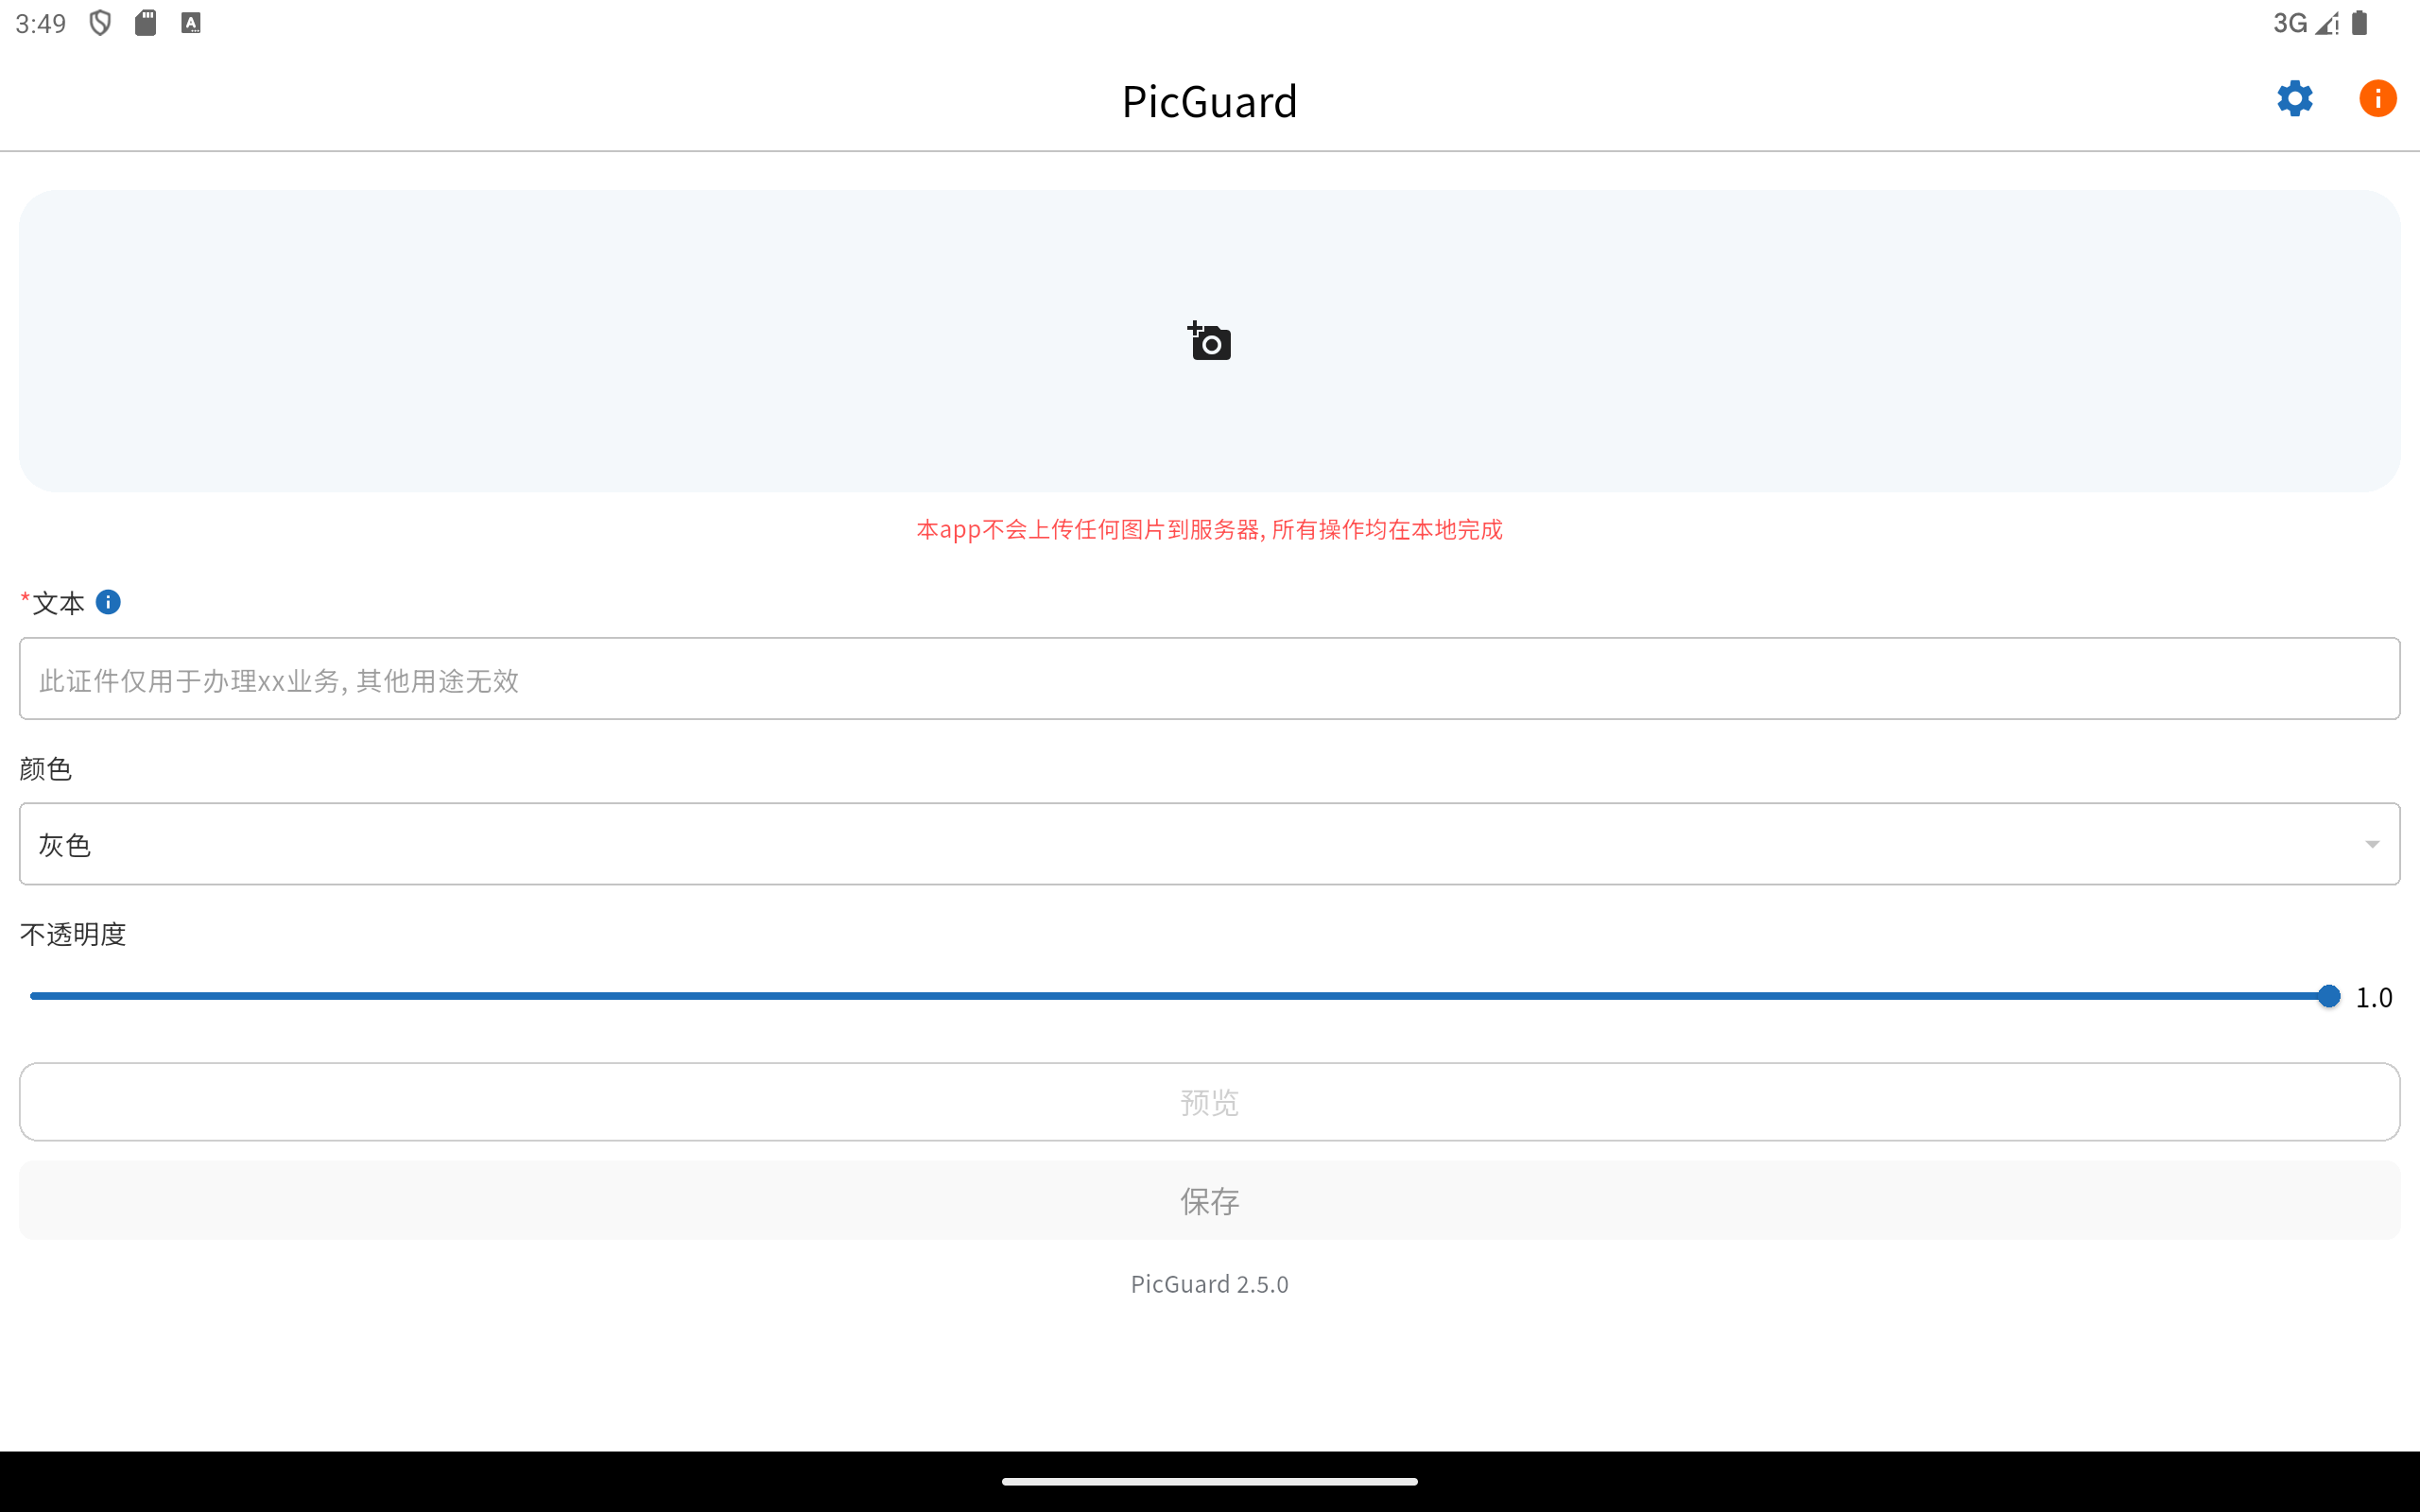 3:49
3G
PicGuard
本app不会上传任何图片到服务器, 所有操作均在本地完成
*文本
此证件仅用于办理xx业务, 其他用途无效
颜色
灰色
不透明度
1.0
预览
保存
PicGuard 2.5.0